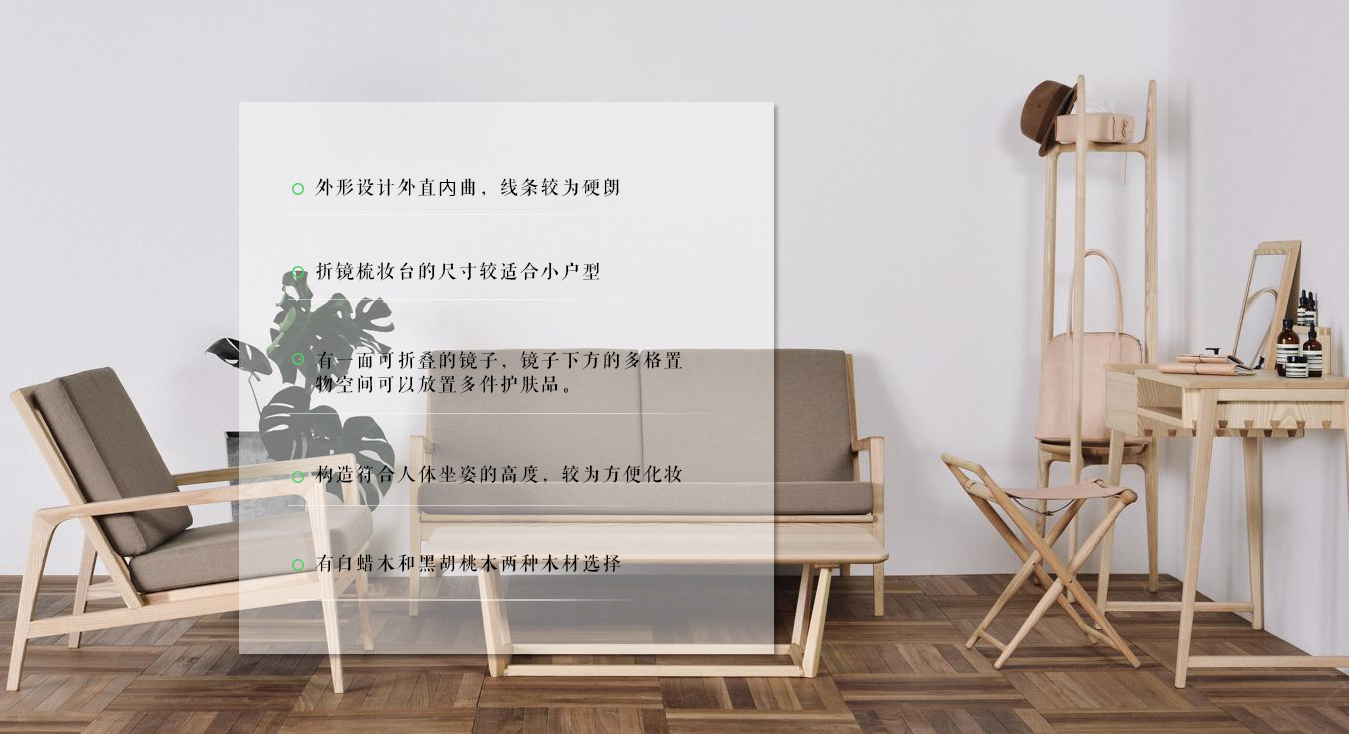 外形设计外直内曲，线条较为硬朗
折镜梳妆台的尺寸较适合小户型
有一面可折叠的镜子，镜子下方的多格置
物空间可以放置多件护肤品。
构造符合人体坐姿的高度，较为方便化妆
有白蜡木和黑胡桃木两种木材选择